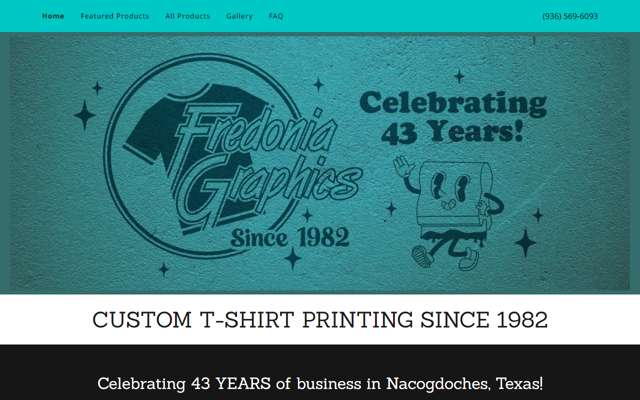 Home Featured Products All Products Gallery FAQ (936) 569-6093
Fredonia
Graphics
Since 1982
Celebrating
43 Years!
CUSTOM T-SHIRT PRINTING SINCE 1982
Celebrating 43 YEARS of business in Nacogdoches, Texas!